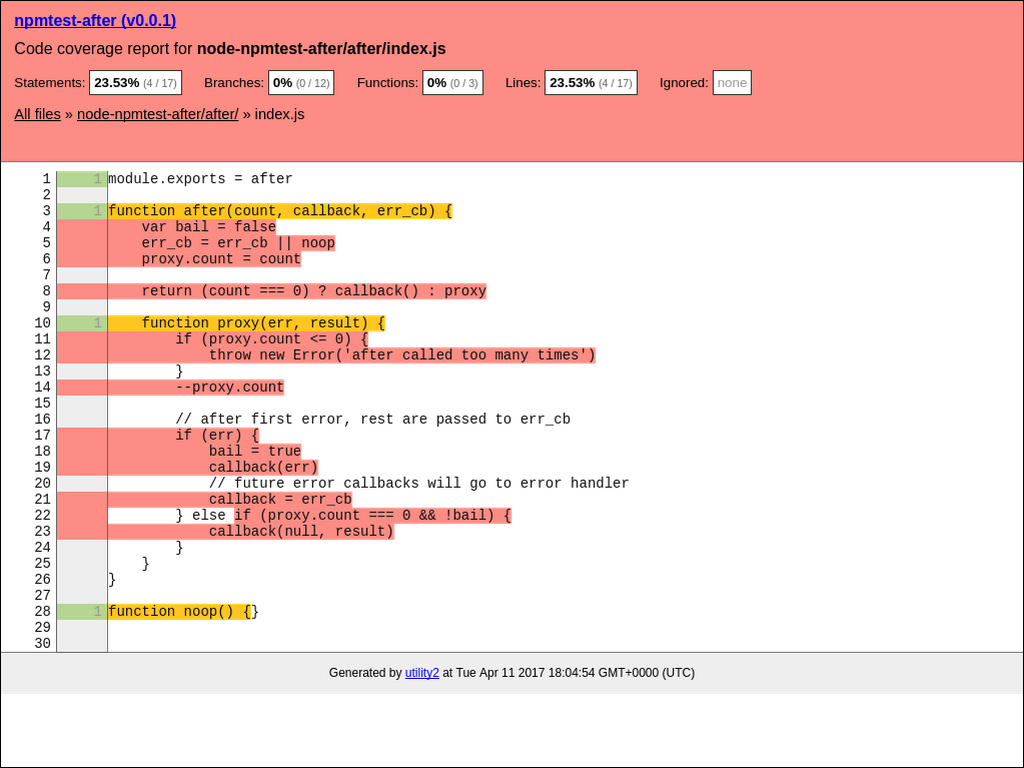 npmtest-after (v0.0.1)
Code coverage report for node-npmtest-after/after/index.js
Statements: 23.53% (4 / 17) Branches: 0% (0 / 12) Functions: 0% (0 / 3) Lines: 23.53% (4 / 17) Ignored: none
All files » node-npmtest-after/after/ » index.js
1 1 module.exports = after
2
3 1 function after(count, callback, err_cb) {
4     var bail = false
5     err_cb = err_cb || noop
6     proxy.count = count
7
8     return (count === 0) ? callback() : proxy
9
10 1     function proxy(err, result) {
11         if (proxy.count <= 0) {
12             throw new Error('after called too many times')
13         }
14         --proxy.count
15
16         // after first error, rest are passed to err_cb
17         if (err) {
18             bail = true
19             callback(err)
20             // future error callbacks will go to error handler
21             callback = err_cb
22         } else if (proxy.count === 0 && !bail) {
23             callback(null, result)
24         }
25     }
26 }
27
28 1 function noop() {}
29
30
Generated by utility2 at Tue Apr 11 2017 18:04:54 GMT+0000 (UTC)